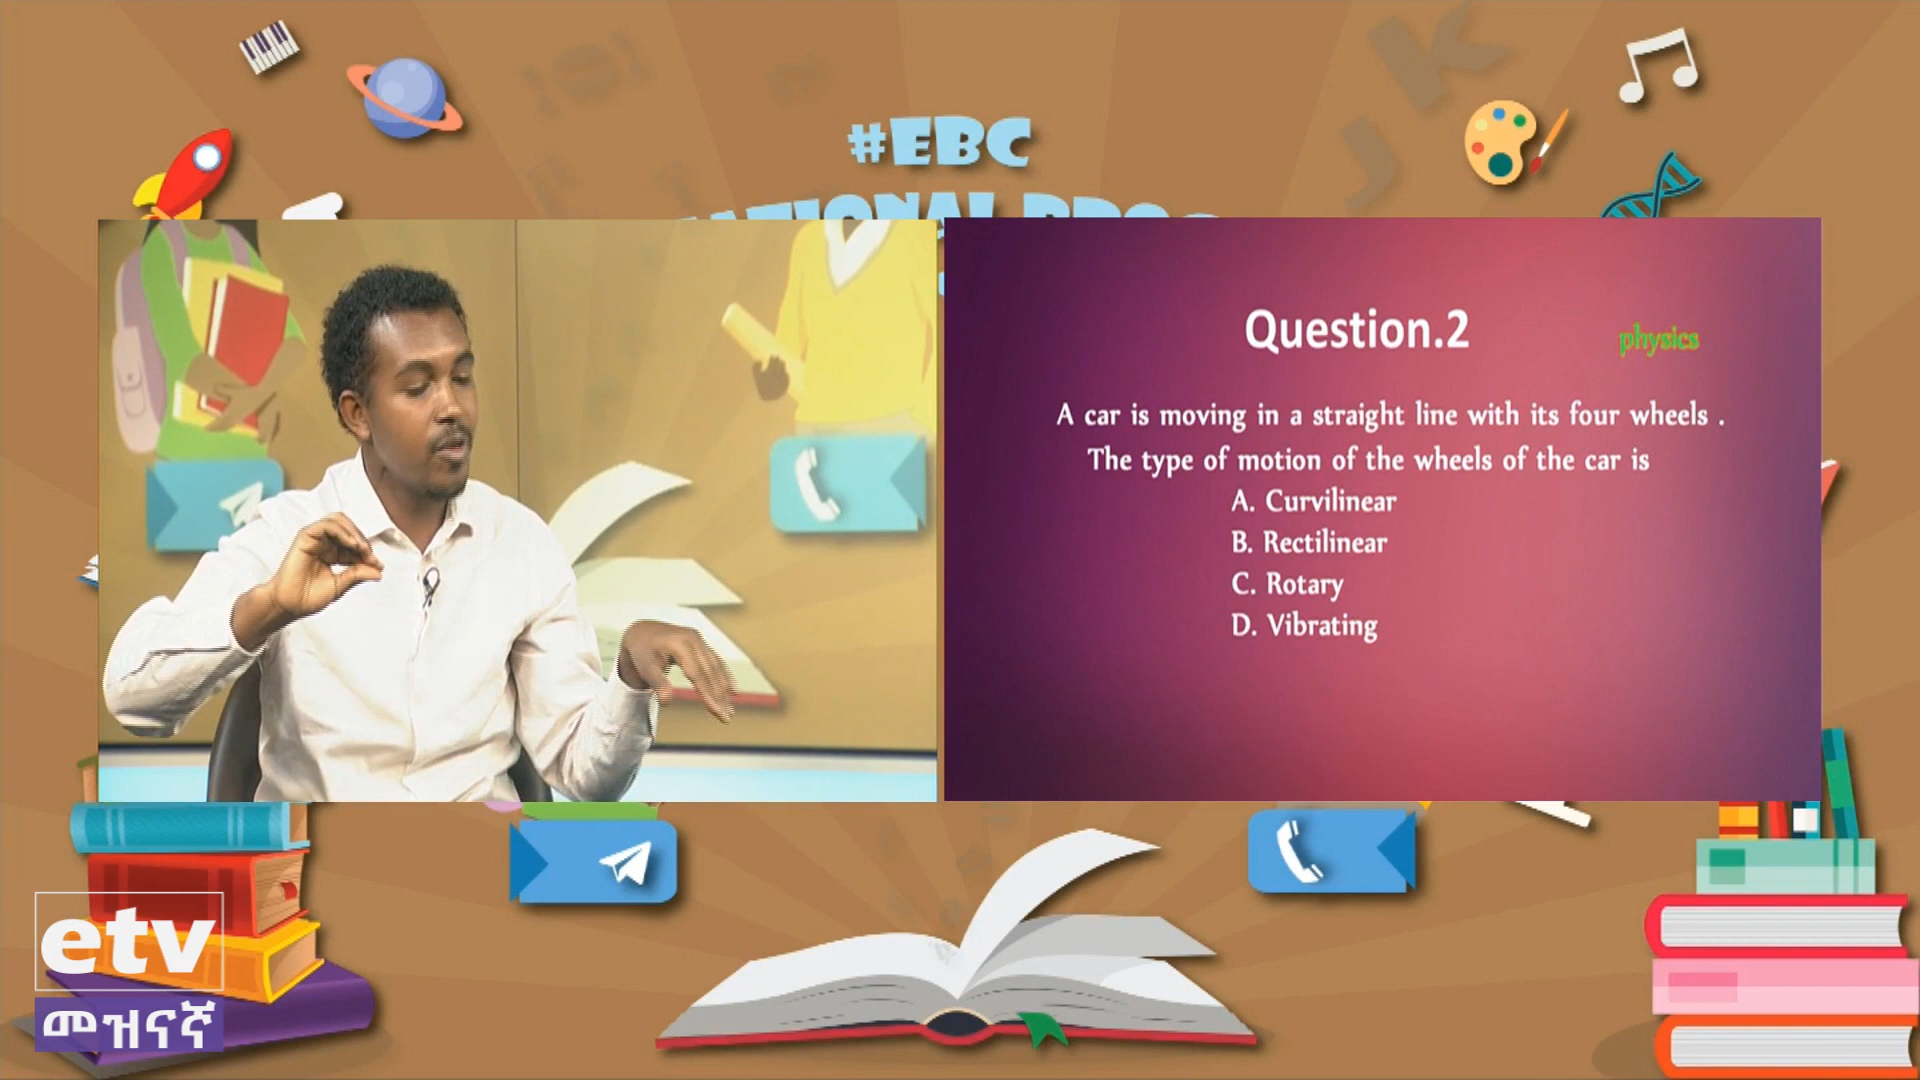 #EBC
Question.2
physics
A car is moving in a straight line with its four wheels .
The type of motion of the wheels of the car is
A. Curvilinear
B. Rectilinear
C. Rotary
D. Vibrating
etv
መዝናኛ